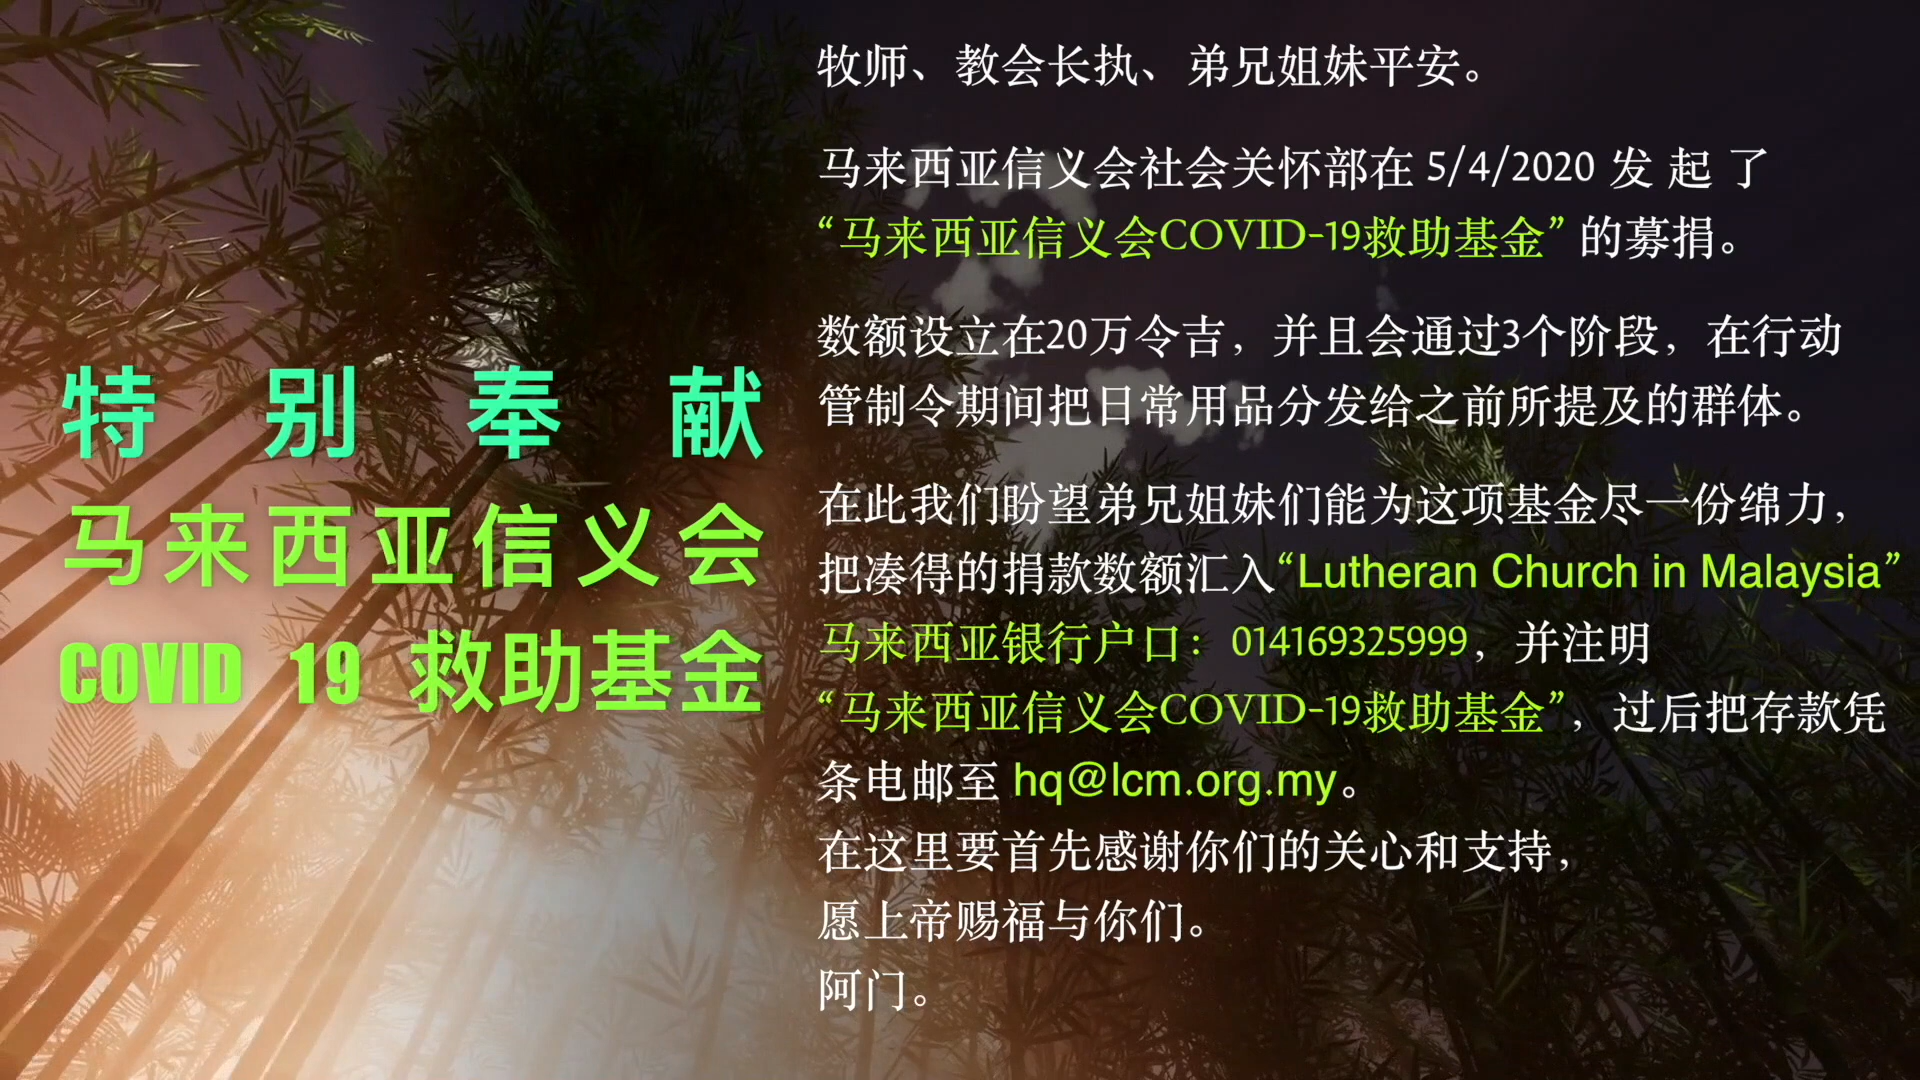 特别奉献
马来西亚信义会
COVID 19 救助基金
牧师、教会长执、弟兄姐妹平安。
马来西亚信义会社会关怀部在 5/4/2020 发 起 了
“马来西亚信义会COVID-19救助基金” 的募捐。
数额设立在20万令吉，并且会通过3个阶段，在行动
管制令期间把日常用品分发给之前所提及的群体。
在此我们盼望弟兄姐妹们能为这项基金尽一份绵力，
把凑得的捐款数额汇入“Lutheran Church in Malaysia”
马来西亚银行户口：014169325999，并注明
“马来西亚信义会COVID-19救助基金”，过后把存款凭
条电邮至 hq@lcm.org.my。
在这里要首先感谢你们的关心和支持，
愿上帝赐福与你们。
阿门。